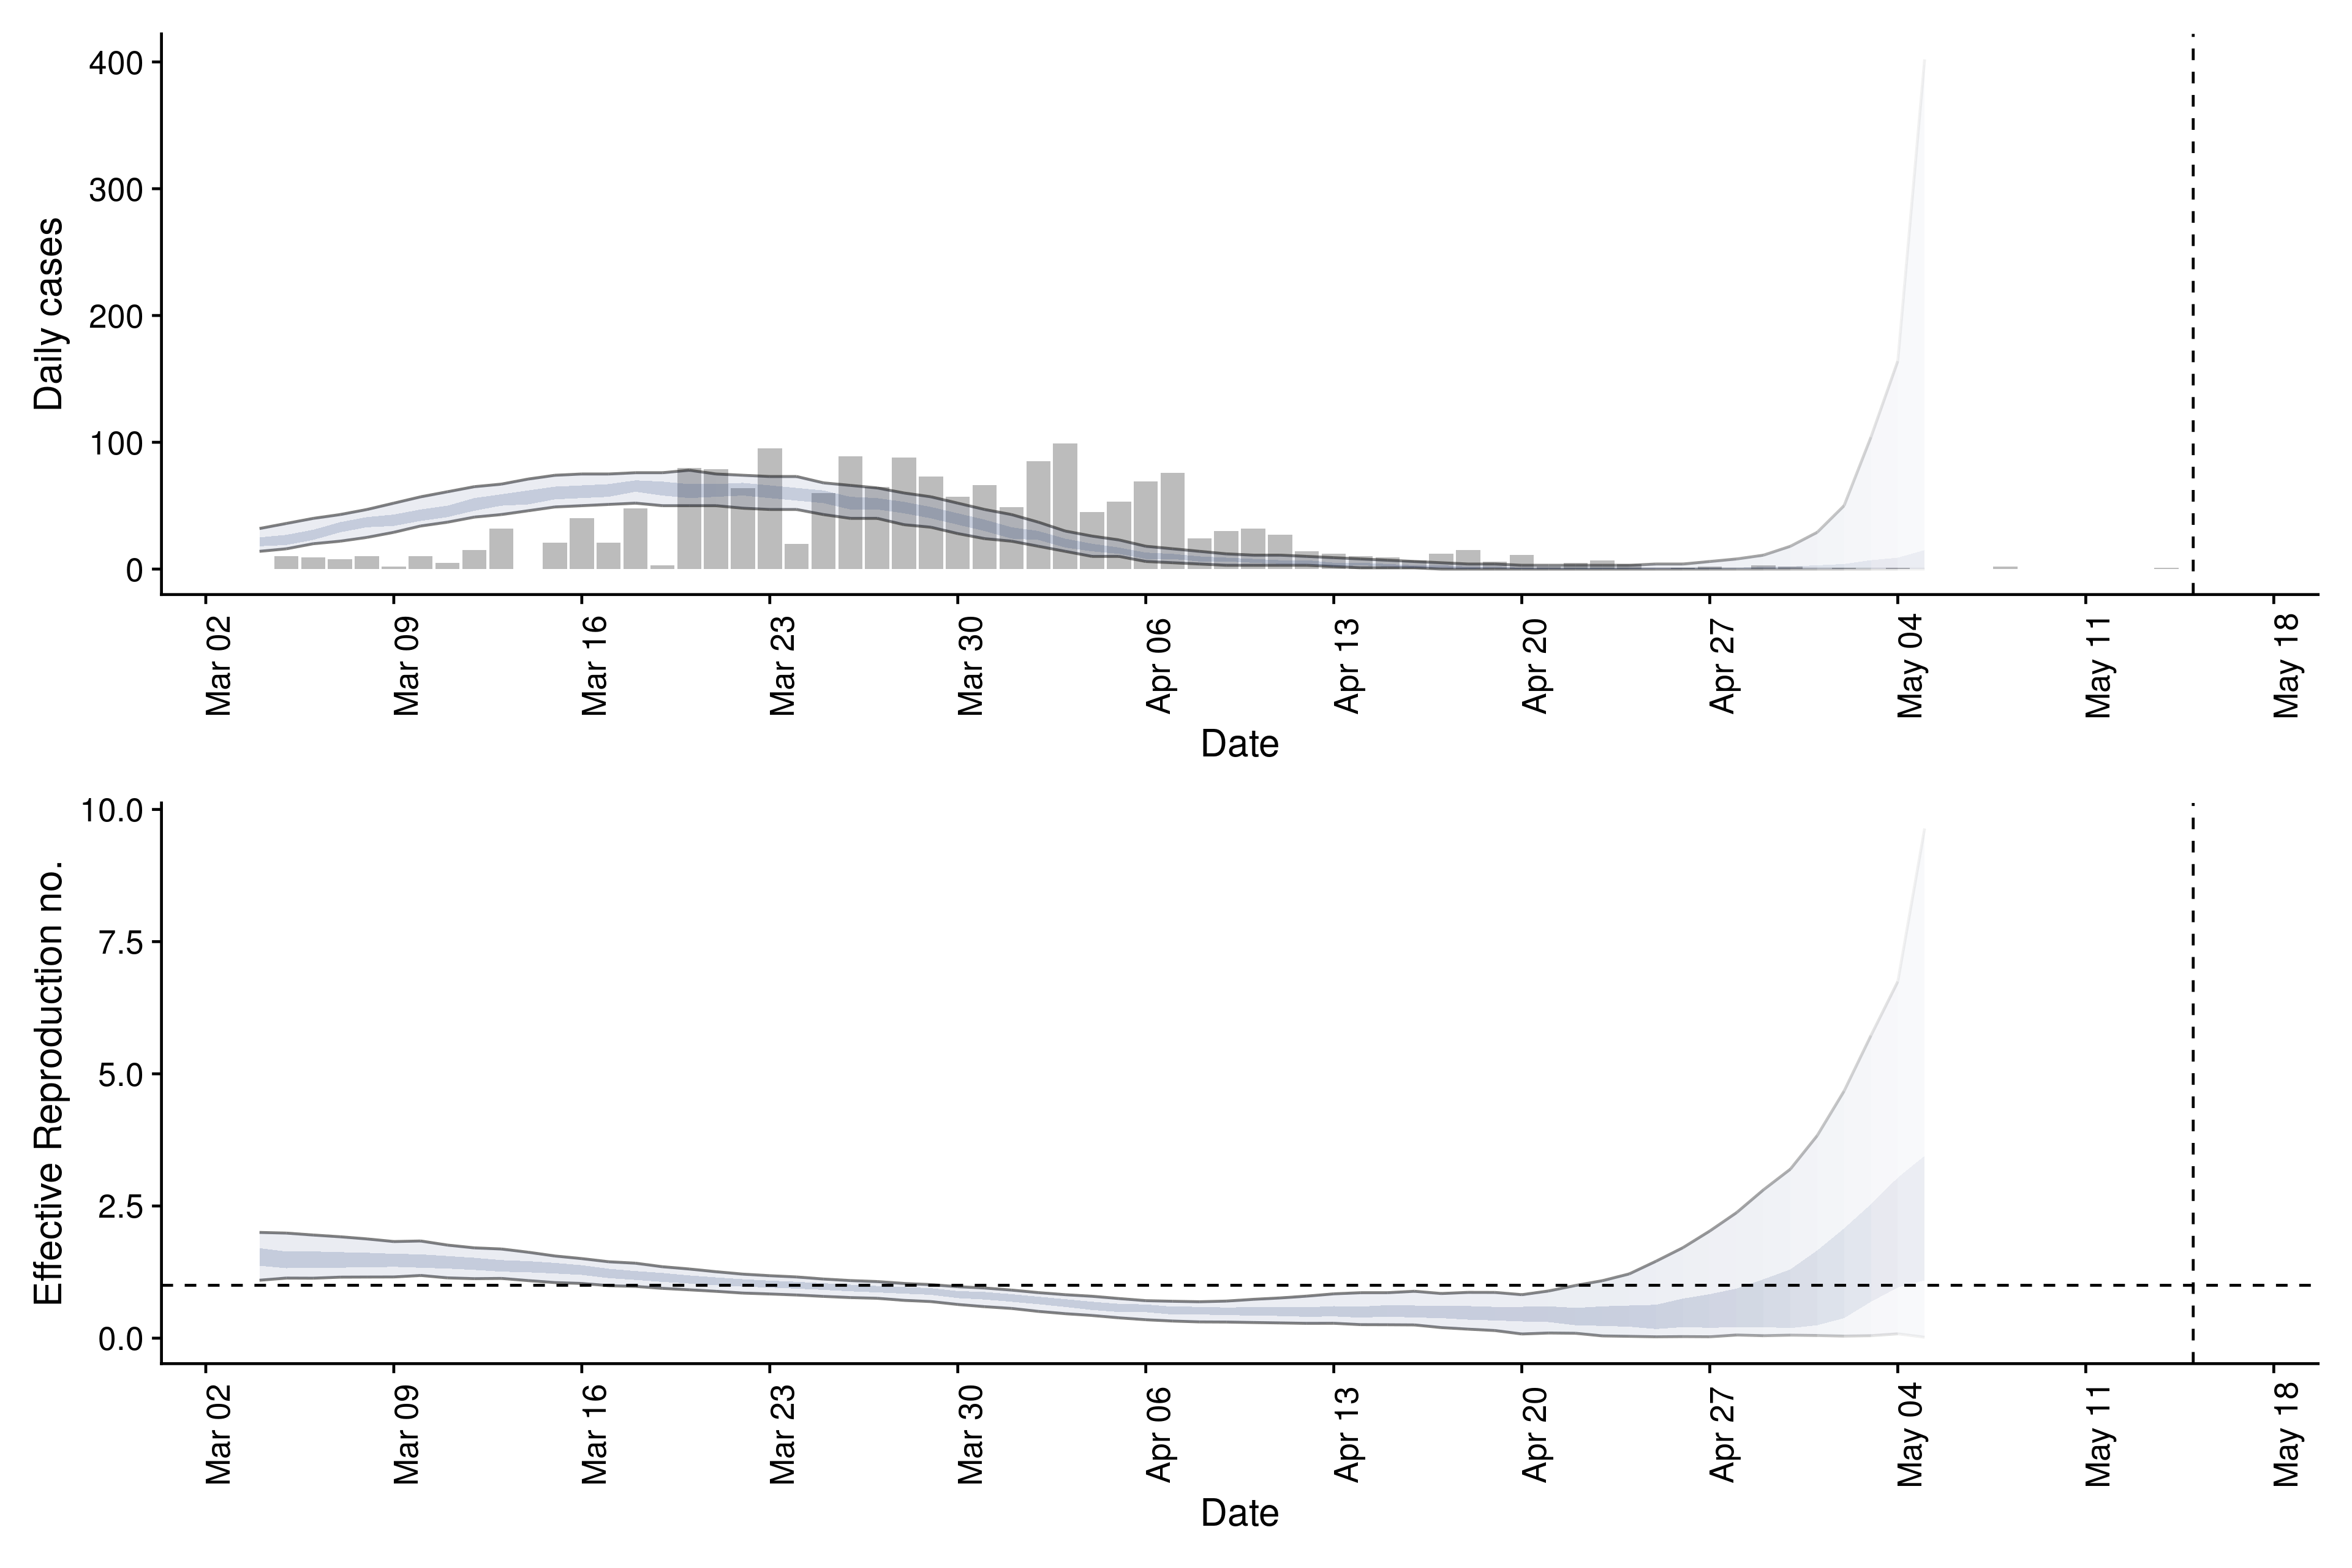 Daily cases
400
300
200
100
0
Mar 02
Mar 09
Mar 16
Mar 23
Mar 30
Apr 06
Apr 13
Apr 20
Apr 27
May 04
May 11
May 18
Date
Effective Reproduction no.
10.0
7.5
5.0
2.5
0.0
Mar 02
Mar 09
Mar 16
Mar 23
Mar 30
Apr 06
Apr 13
Apr 20
Apr 27
May 04
May 11
May 18
Date